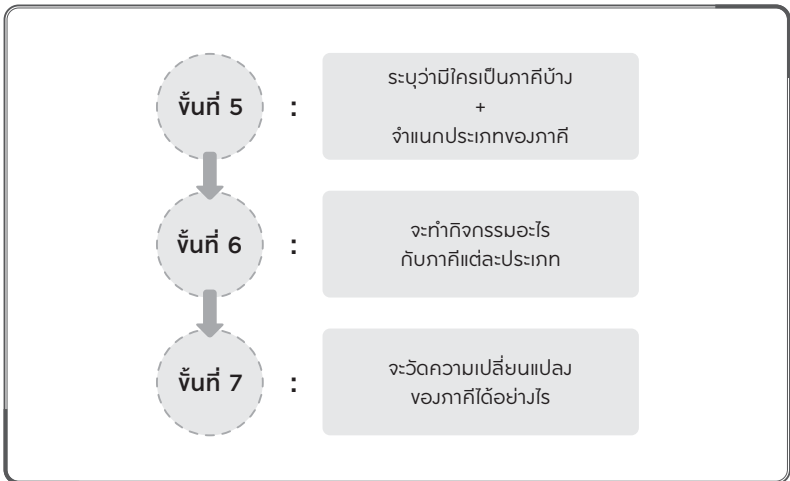 ขั้นที่ 5 :
ระบุว่ามีใครเป็นภาคีบ้าง
+
จำแนกประเภทของภาคี
ขั้นที่ 6 :
จะทำกิจกรรมอะไร
กับภาคีแต่ละประเภท
ขั้นที่ 7 :
จะวัดความเปลี่ยนแปลง
ของภาคีได้อย่างไร